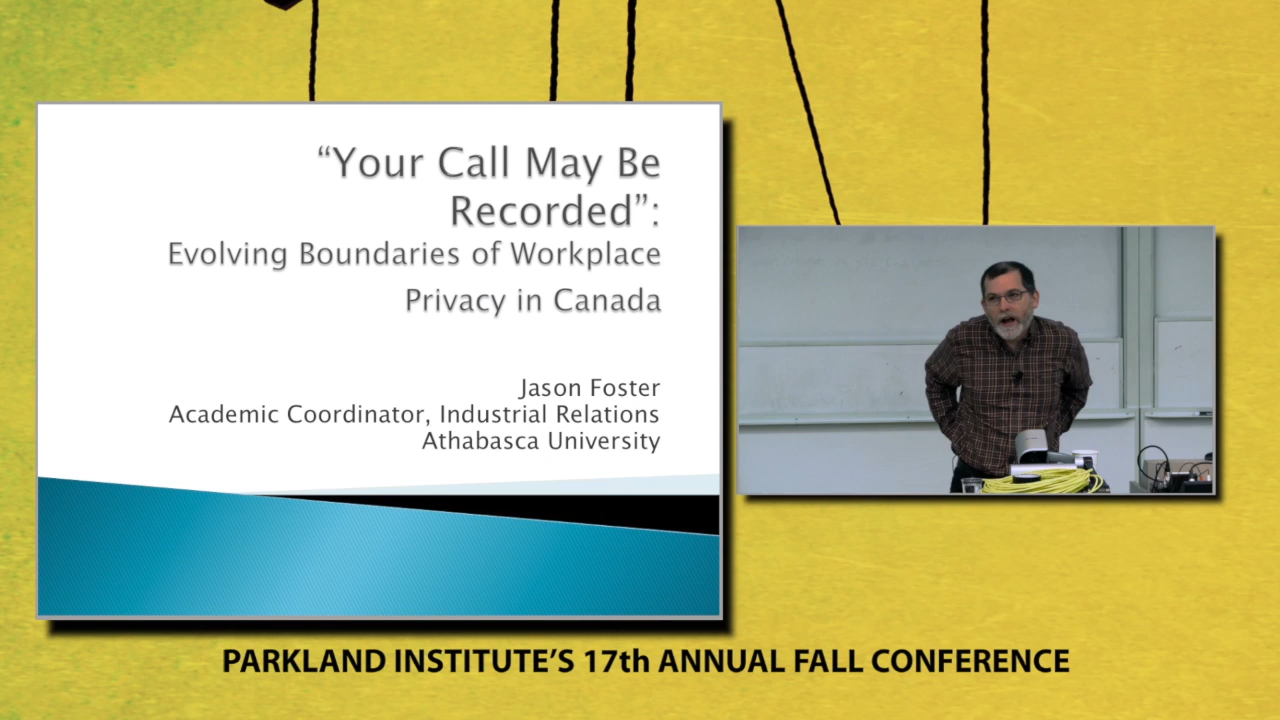 “Your Call May Be
Recorded”:
Evolving Boundaries of Workplace
Privacy in Canada
Jason Foster
Academic Coordinator, Industrial Relations
Athabasca University
PARKLAND INSTITUTE’S 17th ANNUAL FALL CONFERENCE